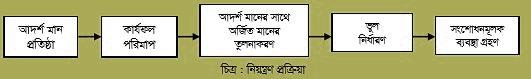 আদর্শ মান
প্রতিষ্ঠা
কার্যফল
পরিমাপ
আদর্শ মানের সাথে
অর্জিত মানের
তুলনাকরণ
ভুল
নির্ধারণ
সংশোধনমূলক
ব্যবস্থা গ্রহণ
চিত্র : নিয়ন্ত্রণ প্রক্রিয়া